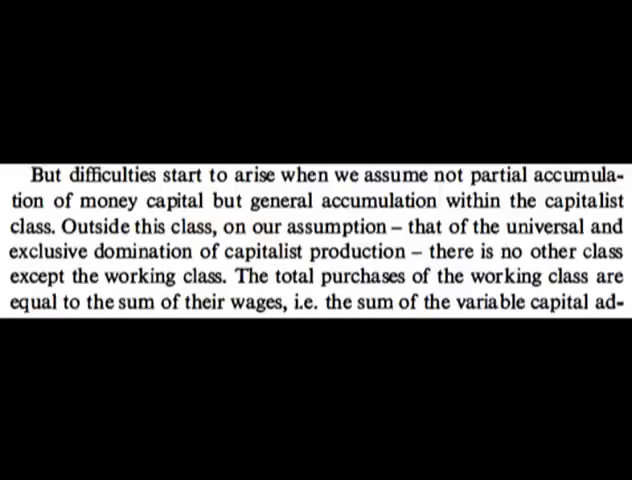 But difficulties start to arise when we assume not partial accumula-
tion of money capital but general accumulation within the capitalist
class. Outside this class, on our assumption – that of the universal and
exclusive domination of capitalist production – there is no other class
except the working class. The total purchases of the working class are
equal to the sum of their wages, i.e. the sum of the variable capital ad-